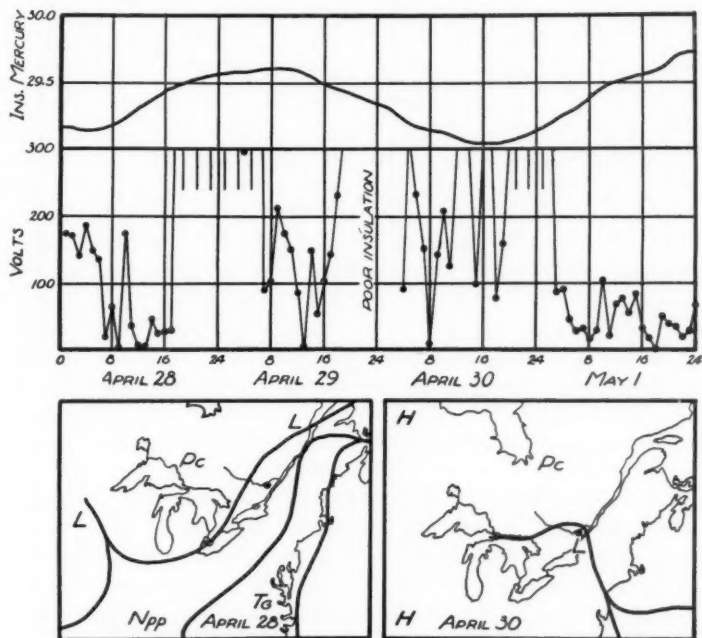 30.0
INS. MERCURY
29.5
300
VOLTS
200
100
POOR INSULATION
0 8 16 24 8 16 24 8 16 24 8 16 24
APRIL 28 APRIL 29 APRIL 30 MAY 1
L
Pc
L
TG
NPP APRIL 28
H
Pc
L
H APRIL 30